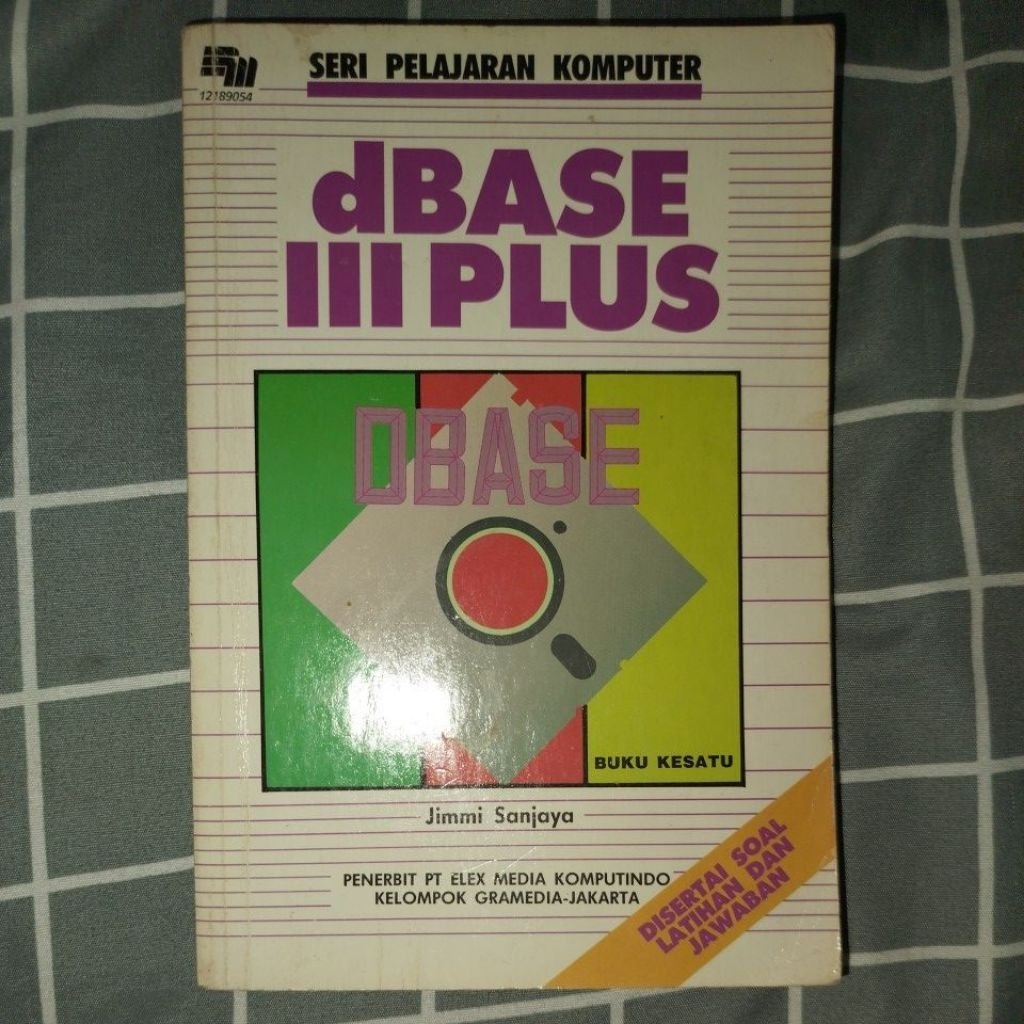 SERI PELAJARAN KOMPUTER
12189054
dBASE
III PLUS
DBASE
BUKU KESATU
Jimmi Sanjaya
PENERBIT PT ELEX MEDIA KOMPUTINDO
KELOMPOK GRAMEDIA-JAKARTA
DISERTAI SOAL
LATIHAN DAN
JAWABAN